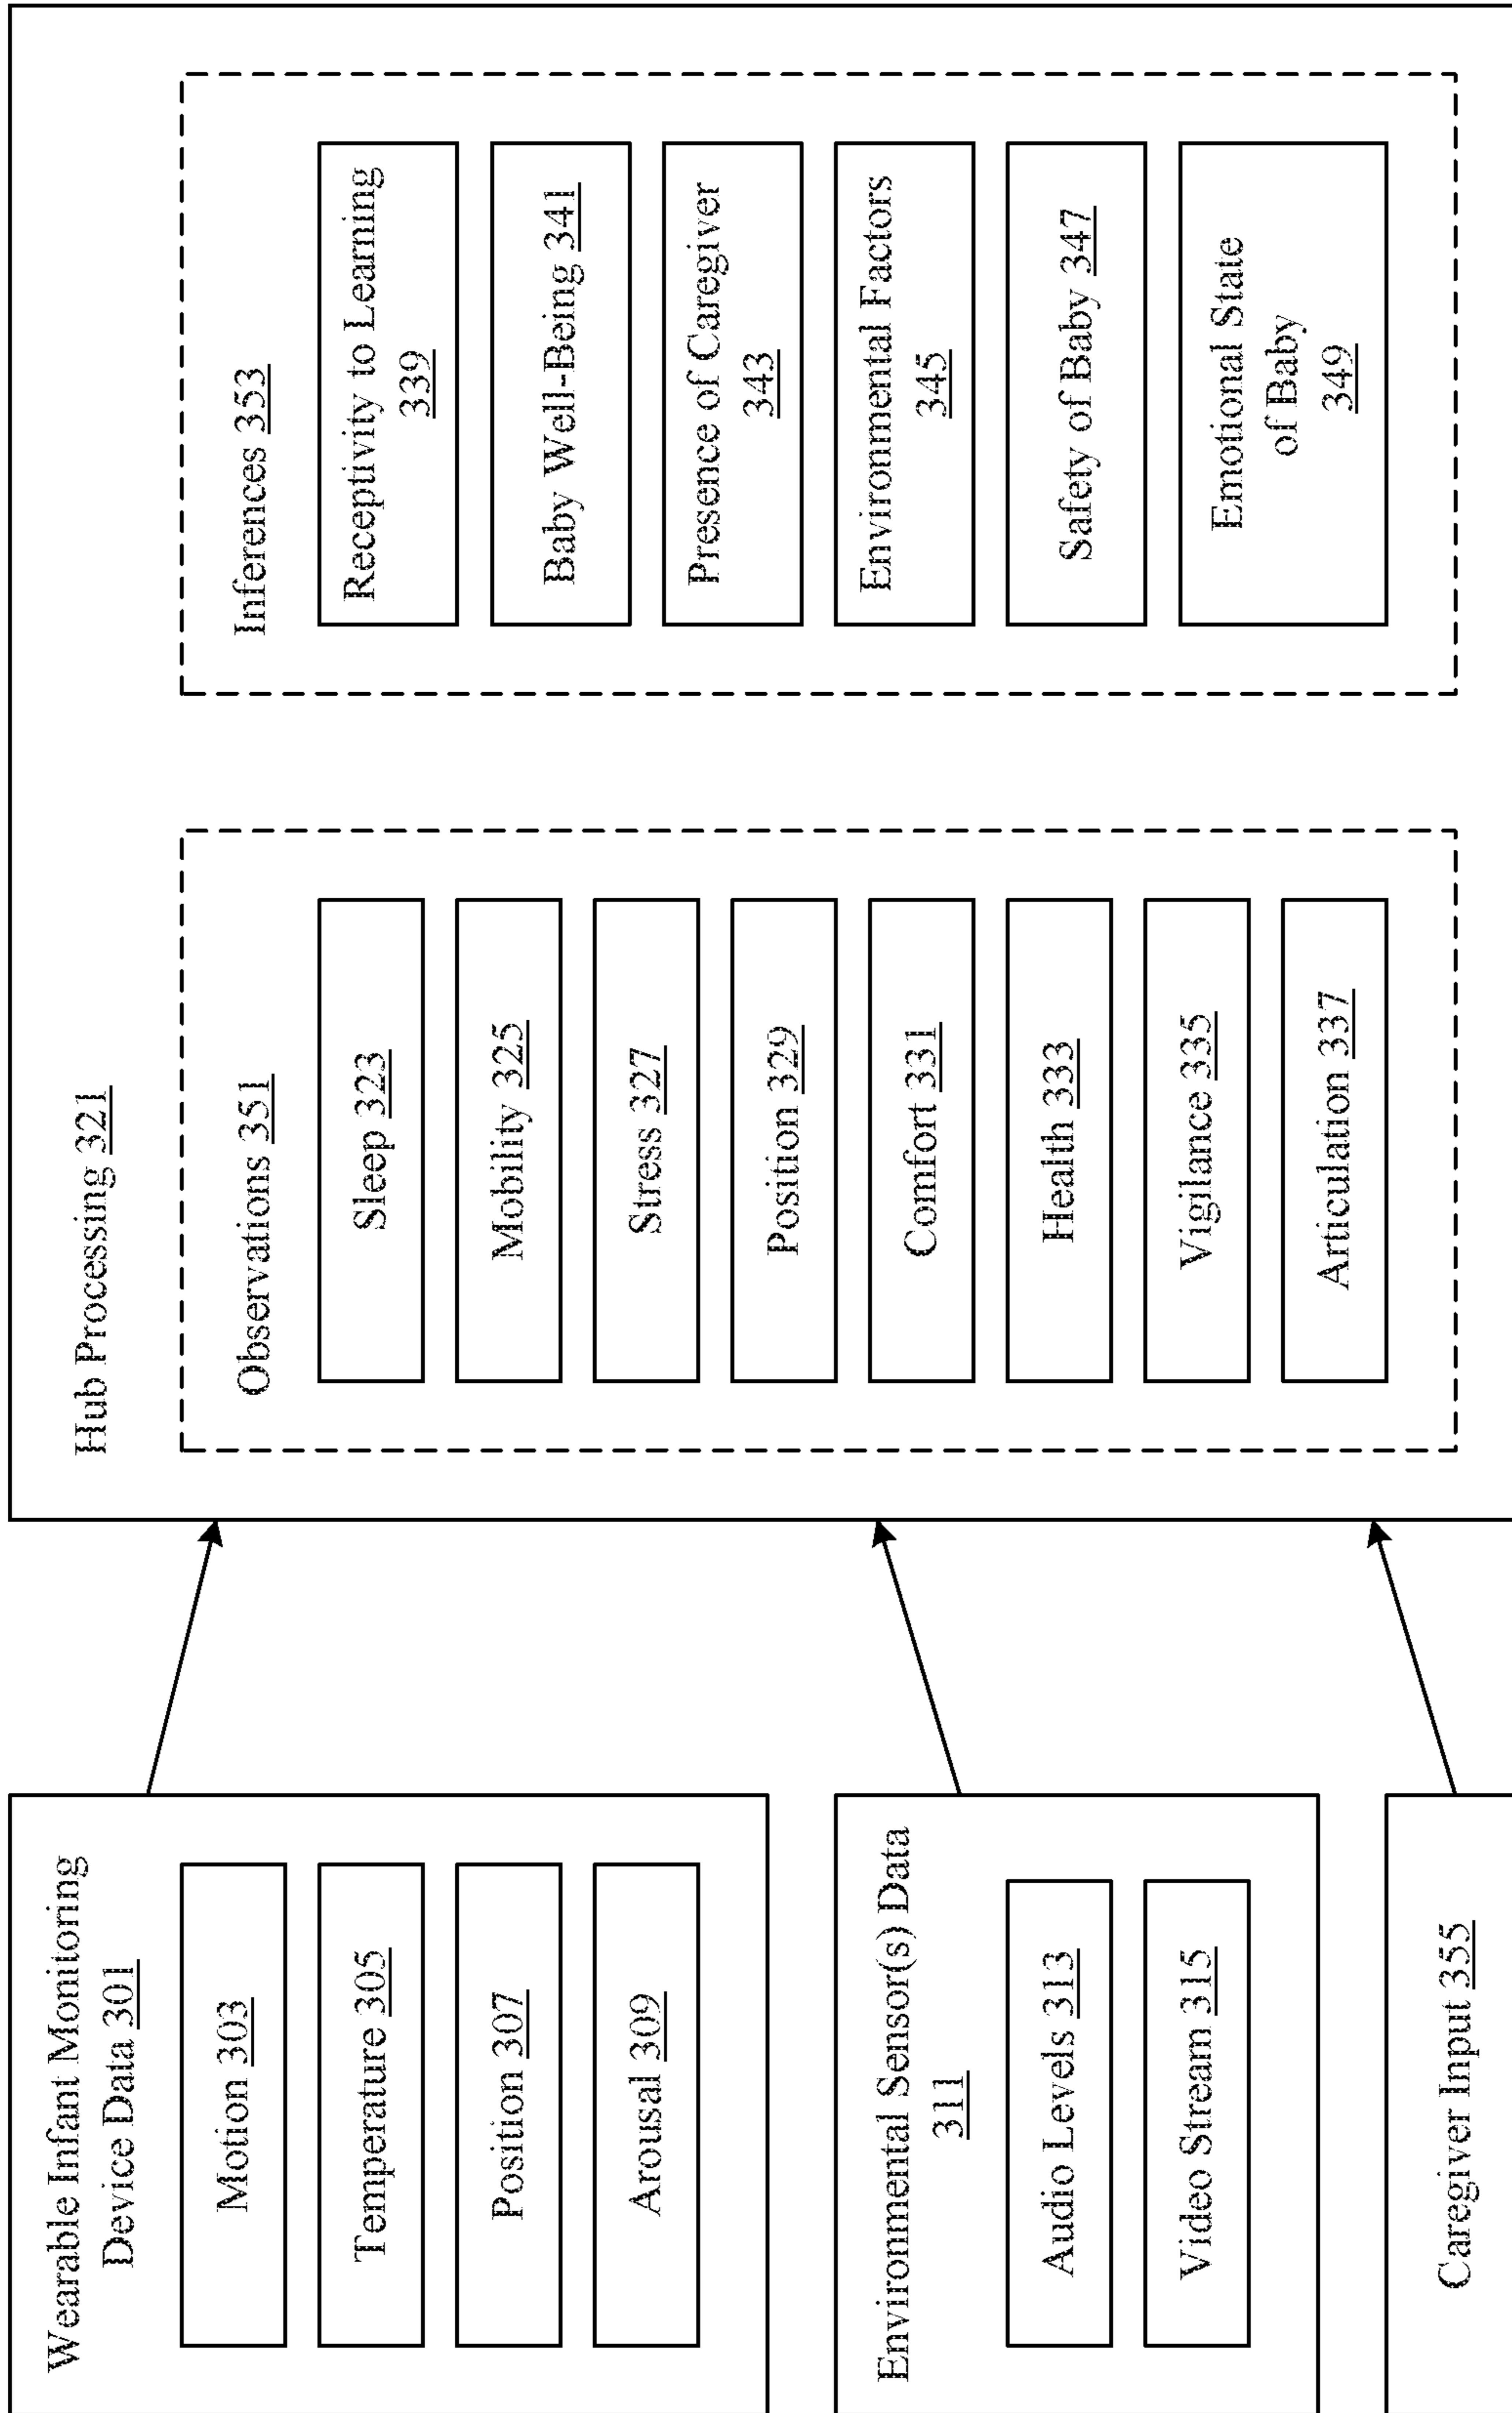 Wearable Infant Monitoring
Device Data 301
Motion 303
Temperature 305
Position 307
Arousal 309
Environmental Sensor(s) Data
311
Audio Levels 313
Video Stream 315
Caregiver Input 355
Hub Processing 321
Observations 351
Sleep 323
Mobility 325
Stress 327
Position 329
Comfort 331
Health 333
Vigilance 335
Articulation 337
Inferences 353
Receptivity to Learning
339
Baby Well-Being 341
Presence of Caregiver
343
Environmental Factors
345
Safety of Baby 347
Emotional State
of Baby
349